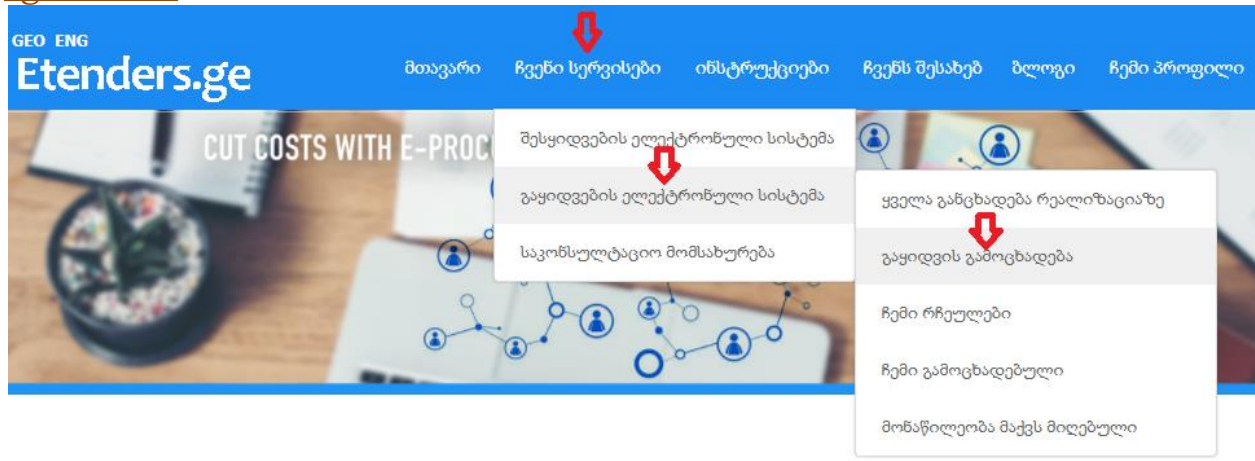 GEO ENG
Etenders.ge
მთავარი ჩვენი სერვისები ინსტრუქციები ჩვენს შესახებ ბლოგი ჩემი პროფილი
CUT COSTS WITH E-PROC
შესყიდვების ელექტრონული სისტემა
გაყიდვების ელექტრონული სისტემა
საკონსულტაციო მომსახურება
ყველა განცხადება რეალიზაციაზე
გაყიდვის გამოცხადება
ჩემი რჩეულები
ჩემი გამოცხადებული
მონაწილეობა მაქვს მიღებული